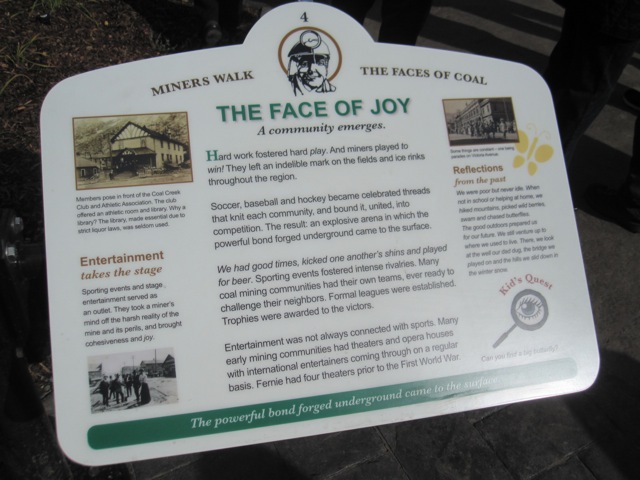 4
MINERS WALK
THE FACES OF COAL
THE FACE OF JOY
A community emerges.
Members pose in front of the Coal Creek
Club and Athletic Association. The club
offered an athletic room and library. Why a
library? The library, made essential due to
strict liquor laws, was seldom used.
Entertainment
takes the stage
Sporting events and stage
entertainment served as
an outlet. They took a miner's
mind off the harsh reality of the
mine and its perils, and brought
cohesiveness and joy.
Hard work fostered hard play. And miners played to
win! They left an indelible mark on the fields and ice rinks
throughout the region.
Soccer, baseball and hockey became celebrated threads
that knit each community, and bound it, united, into
competition. The result: an explosive arena in which the
powerful bond forged underground came to the surface.
We had good times, kicked one another's shins and played
for beer. Sporting events fostered intense rivalries. Many
coal mining communities had their own teams, ever ready to
challenge their neighbors. Formal leagues were established.
Trophies were awarded to the victors.
Entertainment was not always connected with sports. Many
early mining communities had theaters and opera houses
with international entertainers coming through on a regular
basis. Fernie had four theaters prior to the First World War.
Some things are constant - one being
parades on Victoria Avenue.
Reflections
from the past
We were poor but never idle. When
not in school or helping at home, we
hiked mountains, picked wild berries,
swam and chased butterflies.
The good outdoors prepared us
for our future. We still venture up to
where we used to live. There, we look
at the well our dad dug, the bridge we
played on and the hills we slid down in
the winter snow.
Kid's Quest
Can you find a big butterfly?
The powerful bond forged underground came to the surface